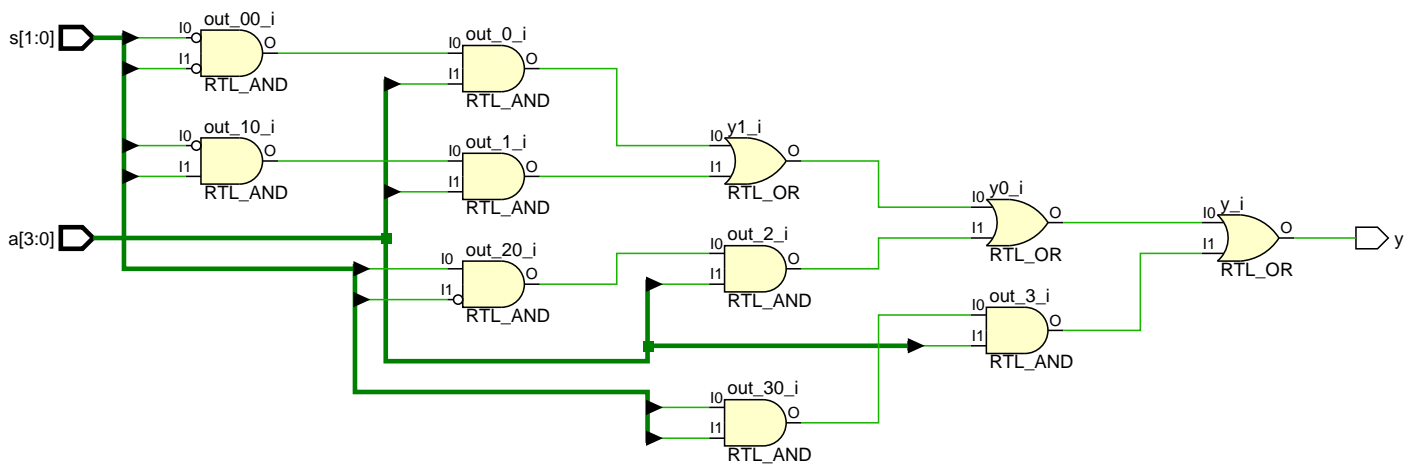 s[1:0]
I0
I1
out_00_i
O
RTL_AND
out_0_i
I0
I1
O
RTL_AND
out_10_i
I0
I1
O
RTL_AND
out_1_i
I0
I1
O
RTL_AND
y1_i
I0
I1
O
RTL_OR
a[3:0]
out_20_i
I0
I1
O
RTL_AND
out_2_i
I0
I1
O
RTL_AND
y0_i
I0
I1
O
RTL_OR
y_i
I0
I1
O
RTL_OR
y
out_3_i
I0
I1
O
RTL_AND
out_30_i
I0
I1
O
RTL_AND